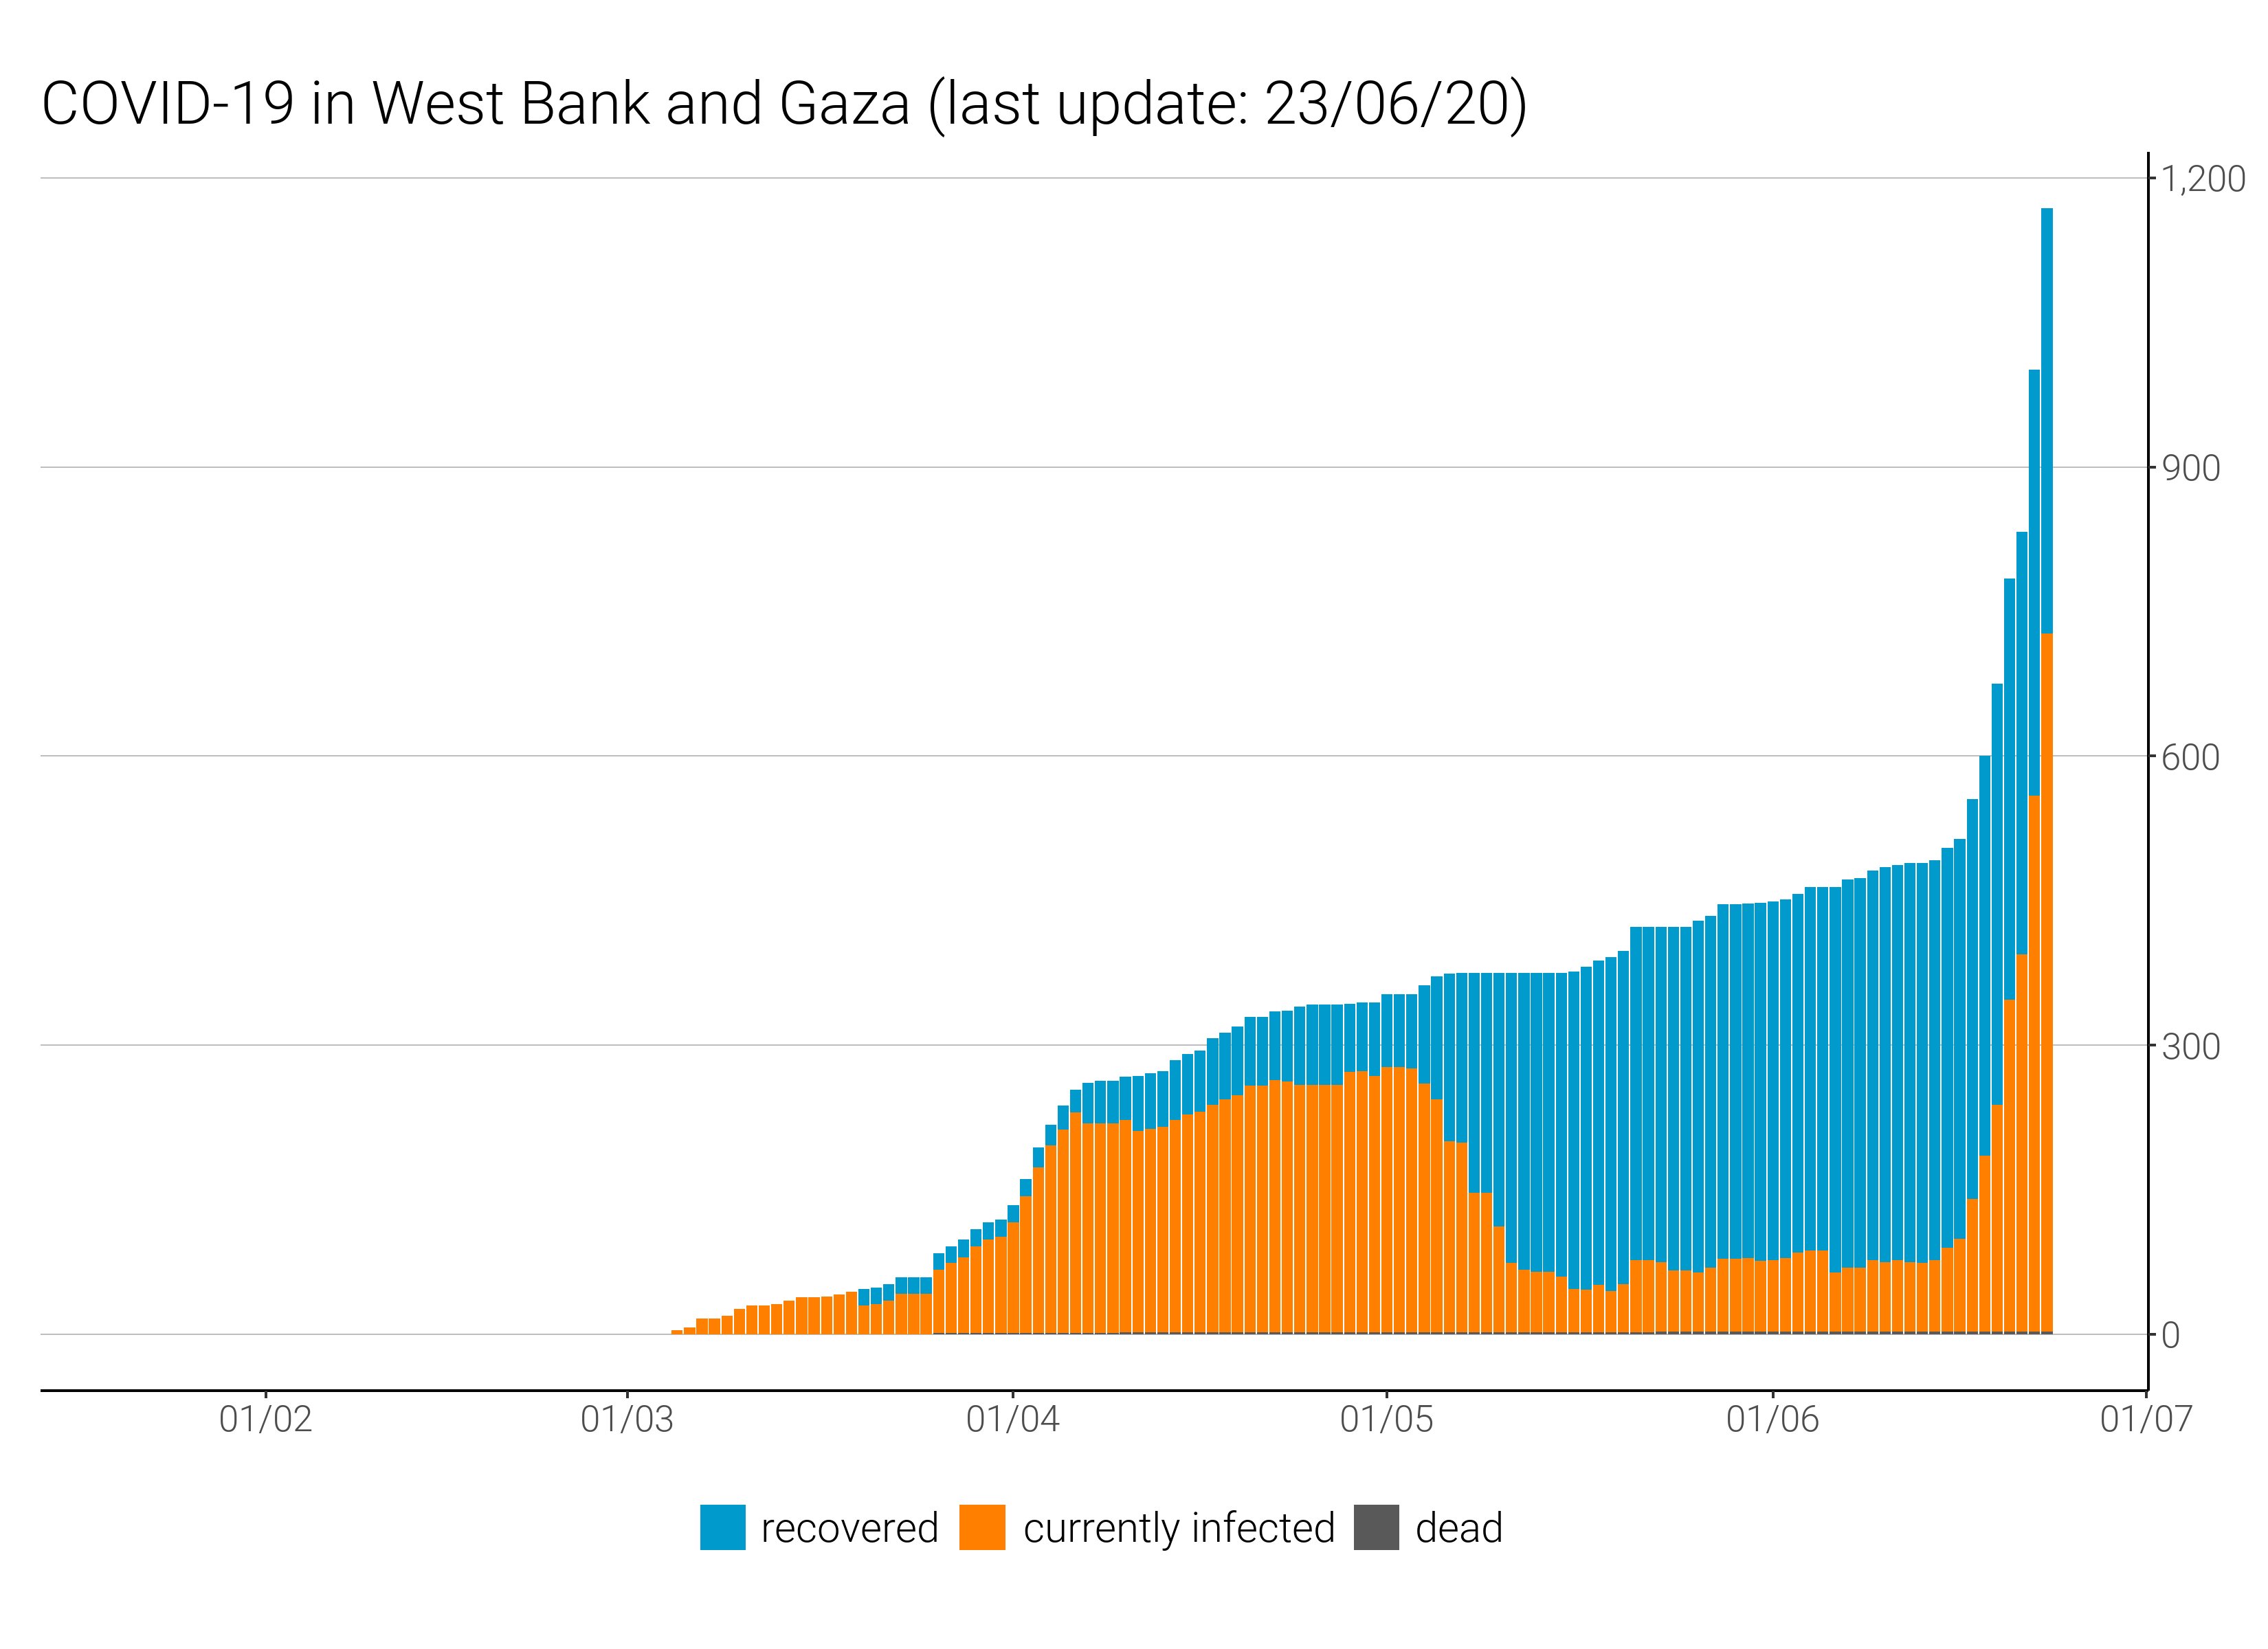 COVID-19 in West Bank and Gaza (last update: 23/06/20)
1,200
900
600
300
0
01/02 01/03 01/04 01/05 01/06 01/07
recovered currently infected dead